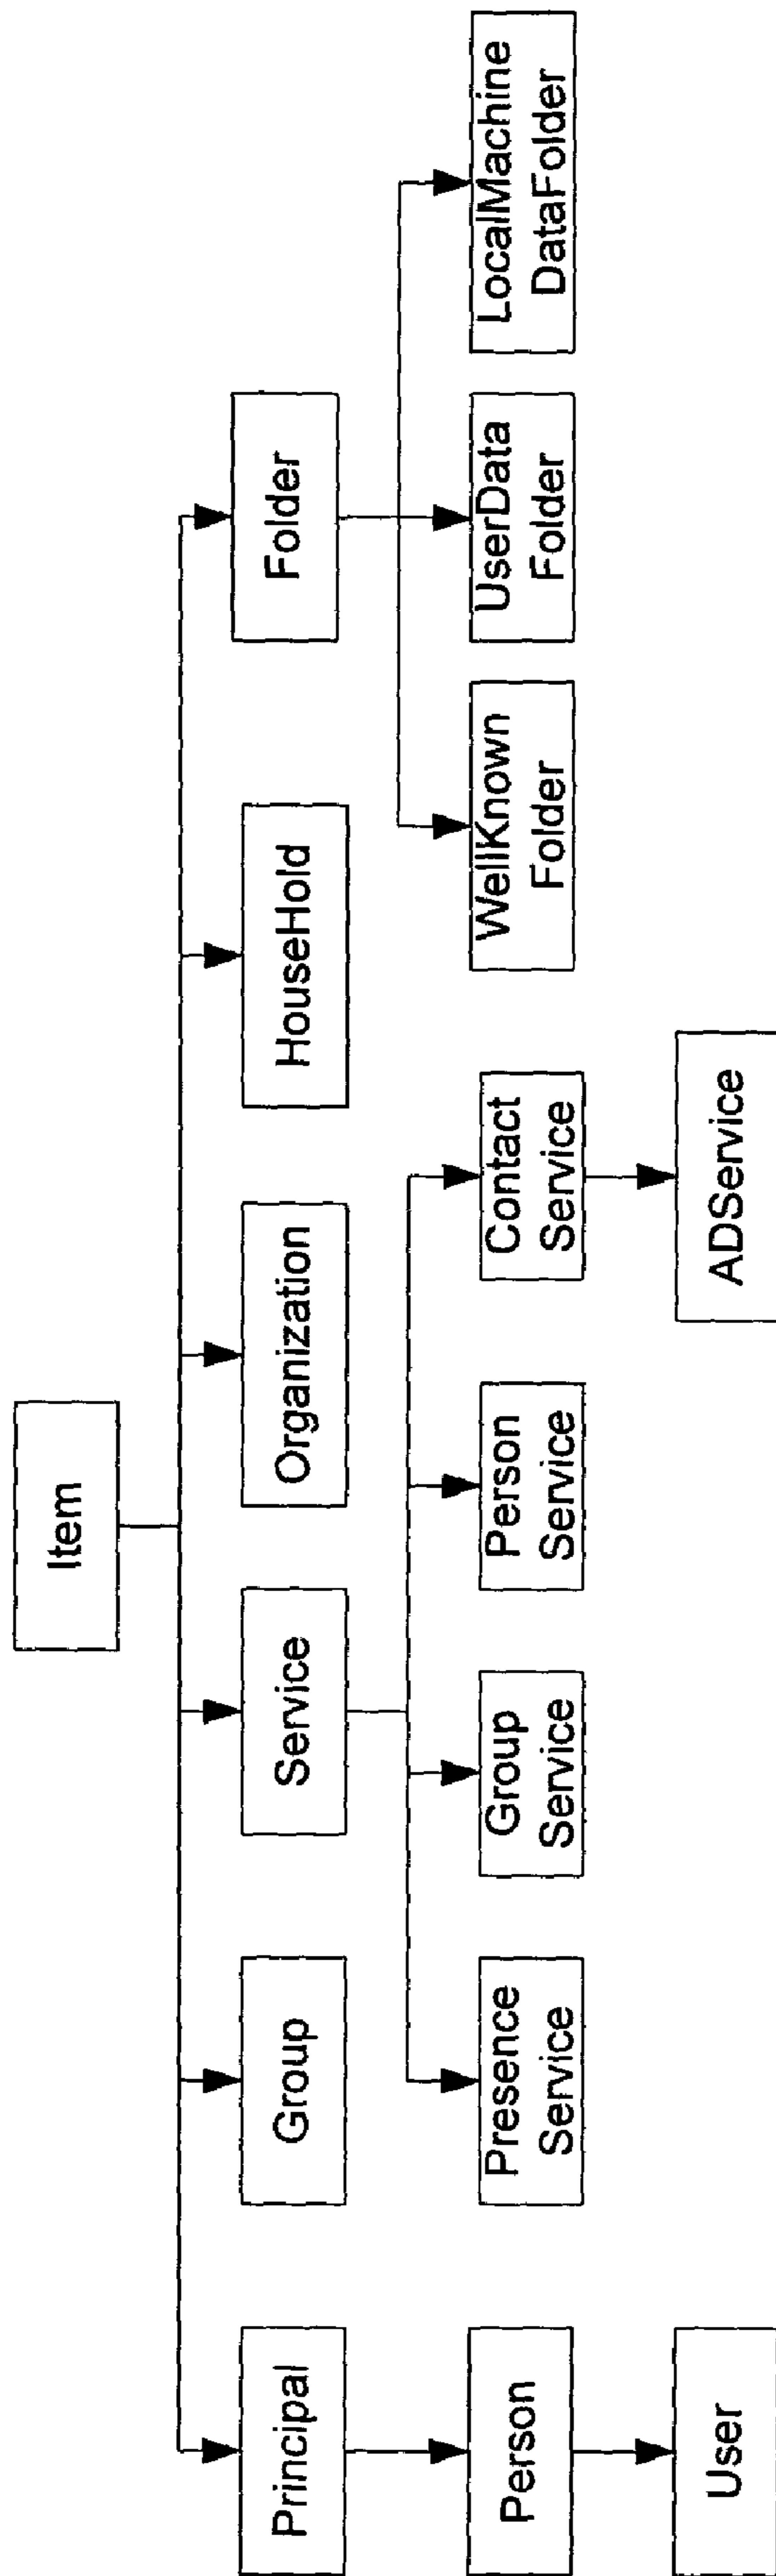 Item
Principal
Group
Service
Organization
HouseHold
Folder
Person
Presence
Service
Group
Service
Person
Service
Contact
Service
WellKnown
Folder
UserData
Folder
LocalMachine
DataFolder
User
ADService